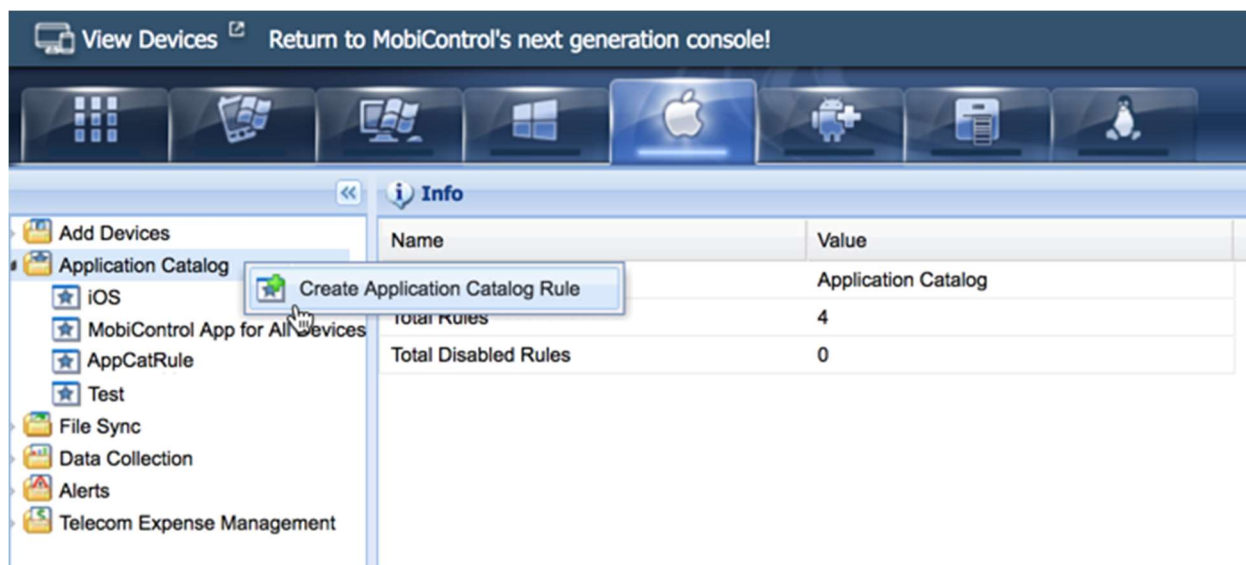 View Devices Return to MobiControl's next generation console!
Info
Add Devices
Application Catalog
iOS
MobiControl App for All Devices
AppCatRule
Test
File Sync
Data Collection
Alerts
Telecom Expense Management
Create Application Catalog Rule
Name Value
Application Catalog
Total Rules 4
Total Disabled Rules 0